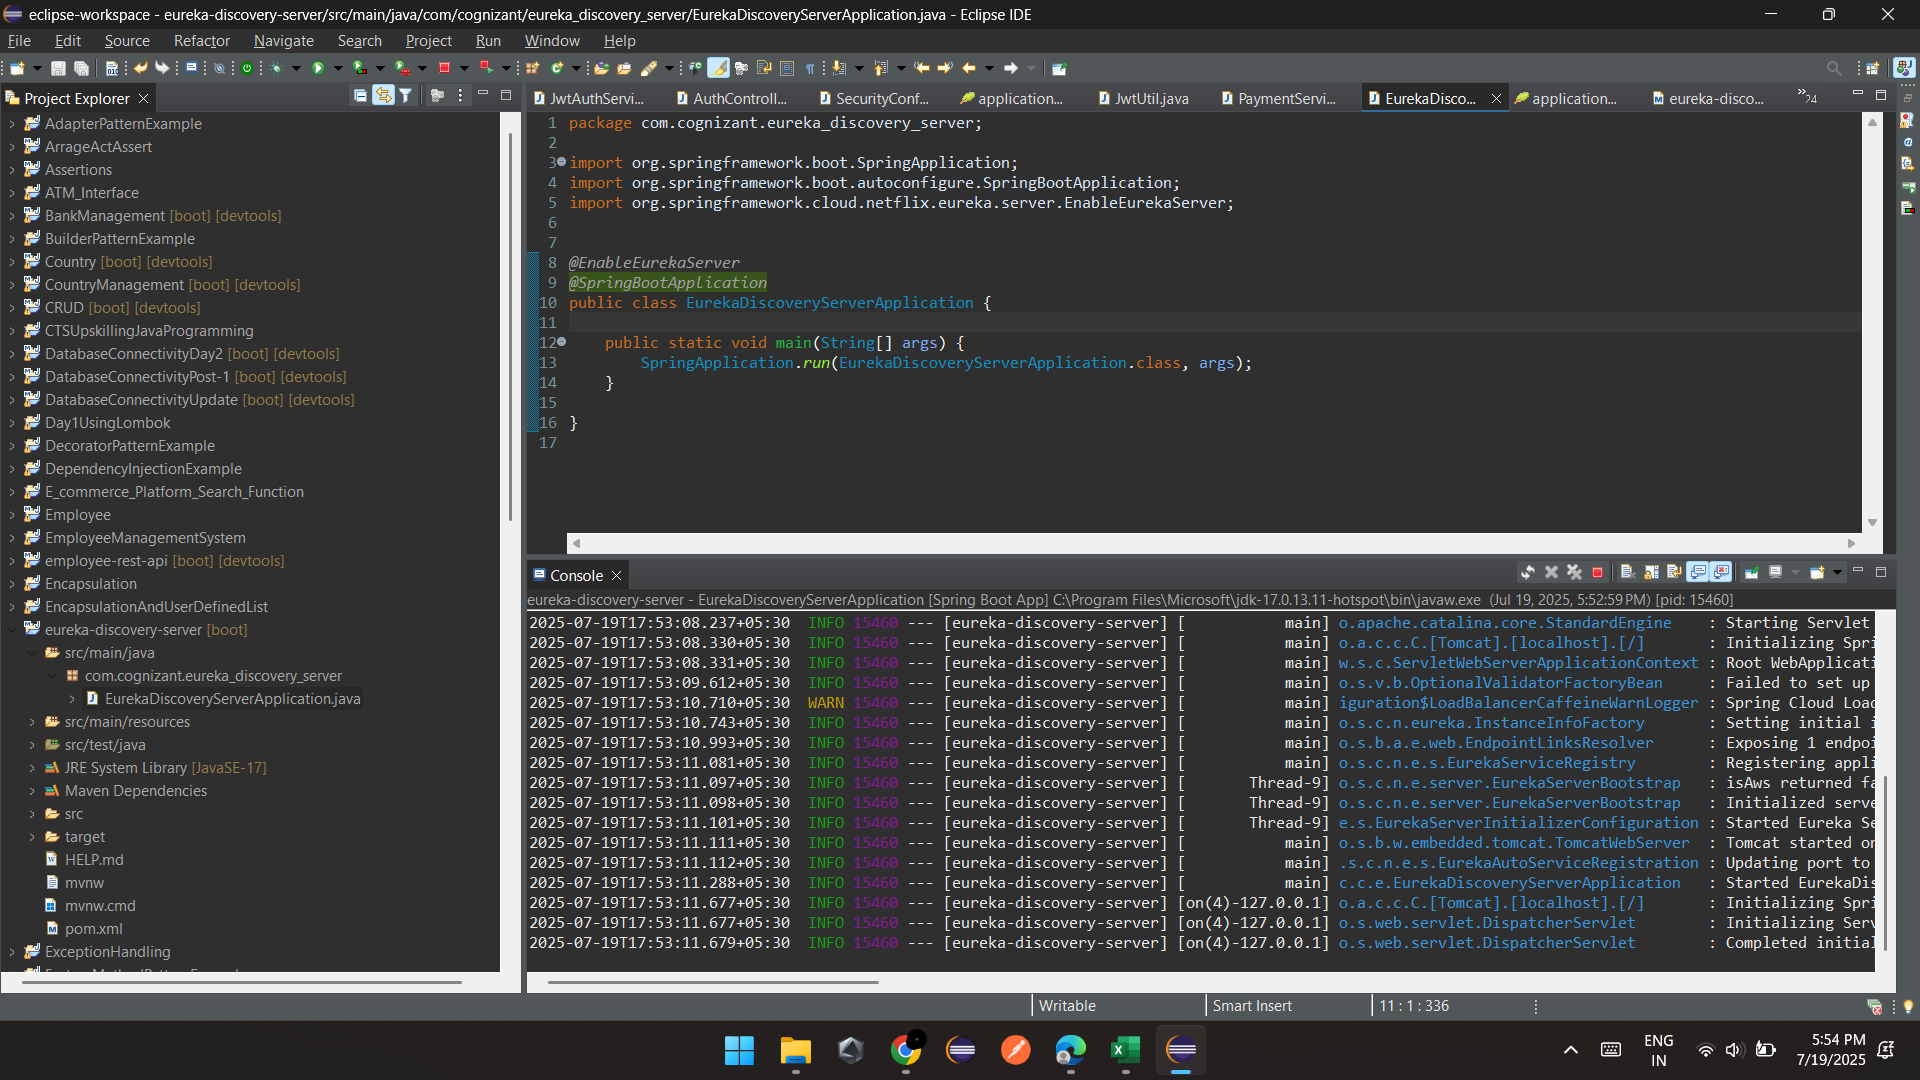 eclipse-workspace - eureka-discovery-server/src/main/java/com/cognizant/eureka_discovery_server/EurekaDiscoveryServerApplication.java - Eclipse IDE
File Edit Source Refactor Navigate Search Project Run Window Help
Project Explorer
AdapterPatternExample
ArrageActAssert
Assertions
ATM_Interface
BankManagement [boot] [devtools]
BuilderPatternExample
Country [boot] [devtools]
CountryManagement [boot] [devtools]
CRUD [boot] [devtools]
CTSUpskillingJavaProgramming
DatabaseConnectivityDay2 [boot] [devtools]
DatabaseConnectivityPost-1 [boot] [devtools]
DatabaseConnectivityUpdate [boot] [devtools]
Day1UsingLombok
DecoratorPatternExample
DependencyInjectionExample
E_commerce_Platform_Search_Function
Employee
EmployeeManagementSystem
employee-rest-api [boot] [devtools]
Encapsulation
EncapsulationAndUserDefinedList
eureka-discovery-server [boot]
src/main/java
com.cognizant.eureka_discovery_server
EurekaDiscoveryServerApplication.java
src/main/resources
src/test/java
JRE System Library [JavaSE-17]
Maven Dependencies
src
target
HELP.md
mvnw
mvnw.cmd
pom.xml
ExceptionHandling
JwtAuthServi... AuthControll... SecurityConf... application... JwtUtil.java PaymentServi... EurekaDisco... application... eureka-disco... 24
1 package com.cognizant.eureka_discovery_server;
2
3 import org.springframework.boot.SpringApplication;
4 import org.springframework.boot.autoconfigure.SpringBootApplication;
5 import org.springframework.cloud.netflix.eureka.server.EnableEurekaServer;
6
7
8 @EnableEurekaServer
9 @SpringBootApplication
10 public class EurekaDiscoveryServerApplication {
11
12 public static void main(String[] args) {
13 SpringApplication.run(EurekaDiscoveryServerApplication.class, args);
14 }
15
16 }
17
Console
eureka-discovery-server - EurekaDiscoveryServerApplication [Spring Boot App] C:\Program Files\Microsoft\jdk-17.0.13.11-hotspot\bin\javaw.exe (Jul 19, 2025, 5:52:59 PM) [pid: 15460]
2025-07-19T17:53:08.237+05:30 INFO 15460 --- [eureka-discovery-server] [ main] o.apache.catalina.core.StandardEngine : Starting Servlet
2025-07-19T17:53:08.330+05:30 INFO 15460 --- [eureka-discovery-server] [ main] o.a.c.c.C.[Tomcat].[localhost].[/] : Initializing Spri
2025-07-19T17:53:08.331+05:30 INFO 15460 --- [eureka-discovery-server] [ main] w.s.c.ServletWebServerApplicationContext : Root WebApplicati
2025-07-19T17:53:09.612+05:30 INFO 15460 --- [eureka-discovery-server] [ main] o.s.v.b.OptionalValidatorFactoryBean : Failed to set up
2025-07-19T17:53:10.710+05:30 WARN 15460 --- [eureka-discovery-server] [ main] iguration$LoadBalancerCaffeineWarnLogger : Spring Cloud Load
2025-07-19T17:53:10.743+05:30 INFO 15460 --- [eureka-discovery-server] [ main] o.s.c.n.eureka.InstanceInfoFactory : Setting initial i
2025-07-19T17:53:10.993+05:30 INFO 15460 --- [eureka-discovery-server] [ main] o.s.b.a.e.web.EndpointLinksResolver : Exposing 1 endpoi
2025-07-19T17:53:11.081+05:30 INFO 15460 --- [eureka-discovery-server] [ main] o.s.c.n.e.s.EurekaServiceRegistry : Registering appli
2025-07-19T17:53:11.097+05:30 INFO 15460 --- [eureka-discovery-server] [ Thread-9] o.s.c.n.e.server.EurekaServerBootstrap : isAws returned fa
2025-07-19T17:53:11.098+05:30 INFO 15460 --- [eureka-discovery-server] [ Thread-9] o.s.c.n.e.server.EurekaServerBootstrap : Initialized serve
2025-07-19T17:53:11.101+05:30 INFO 15460 --- [eureka-discovery-server] [ Thread-9] e.s.EurekaServerInitializerConfiguration : Started Eureka Se
2025-07-19T17:53:11.111+05:30 INFO 15460 --- [eureka-discovery-server] [ main] o.s.b.w.embedded.tomcat.TomcatWebServer : Tomcat started on
2025-07-19T17:53:11.112+05:30 INFO 15460 --- [eureka-discovery-server] [ main] .s.c.n.e.s.EurekaAutoServiceRegistration : Updating port to
2025-07-19T17:53:11.288+05:30 INFO 15460 --- [eureka-discovery-server] [ main] c.c.e.EurekaDiscoveryServerApplication : Started EurekaDis
2025-07-19T17:53:11.677+05:30 INFO 15460 --- [eureka-discovery-server] [on(4)-127.0.0.1] o.a.c.c.C.[Tomcat].[localhost].[/] : Initializing Spri
2025-07-19T17:53:11.677+05:30 INFO 15460 --- [eureka-discovery-server] [on(4)-127.0.0.1] o.s.web.servlet.DispatcherServlet : Initializing Serv
2025-07-19T17:53:11.679+05:30 INFO 15460 --- [eureka-discovery-server] [on(4)-127.0.0.1] o.s.web.servlet.DispatcherServlet : Completed initial
Writable Smart Insert 11 : 1 : 336
ENG
IN
5:54 PM
7/19/2025